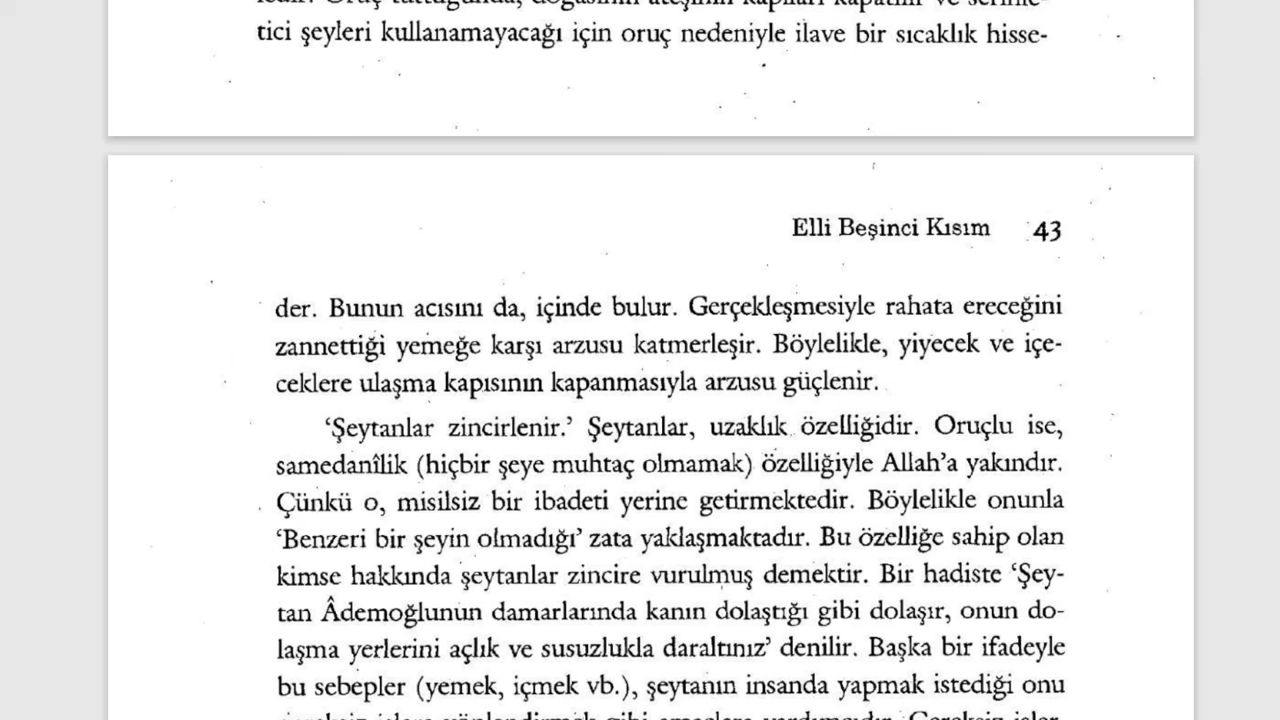 tici şeyleri kullanamayacağı için oruç nedeniyle ilave bir sıcaklık hisse-
Elli Beşinci Kısım 43
der. Bunun acısını da, içinde bulur. Gerçekleşmesiyle rahata ereceğini
zannettiği yemeğe karşı arzusu katmerleşir. Böylelikle, yiyecek ve içe-
ceklere ulaşma kapısının kapanmasıyla arzusu güçlenir.
‘Şeytanlar zincirlenir.’ Şeytanlar, uzaklık özelliğidir. Oruçlu ise,
samedanîlik (hiçbir şeye muhtaç olmamak) özelliğiyle Allah’a yakındır.
Çünkü o, misilsiz bir ibadeti yerine getirmektedir. Böylelikle onunla
‘Benzeri bir şeyin olmadığı’ zata yaklaşmaktadır. Bu özelliğe sahip olan
kimse hakkında şeytanlar zincire vurulmuş demektir. Bir hadiste ‘Şey-
tan Âdemoğlunun damarlarında kanın dolaştığı gibi dolaşır, onun do-
laşma yerlerini açlık ve susuzlukla daraltınız’ denilir. Başka bir ifadeyle
bu sebepler (yemek, içmek vb.), şeytanın insanda yapmak istediği onu